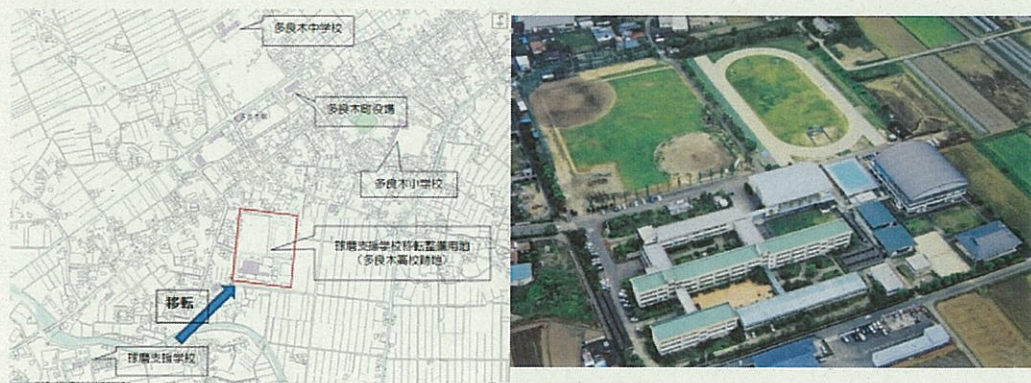 多良木中学校
多良木町役場
多良木小学校
球磨支援学校移転整備用地
(多良木高校跡地)
移転
球磨支援学校